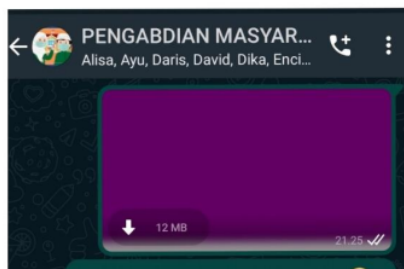 PENGABDIAN MASYAR...
Alisa, Ayu, Daris, David, Dika, Enci...
12 MB
21.25